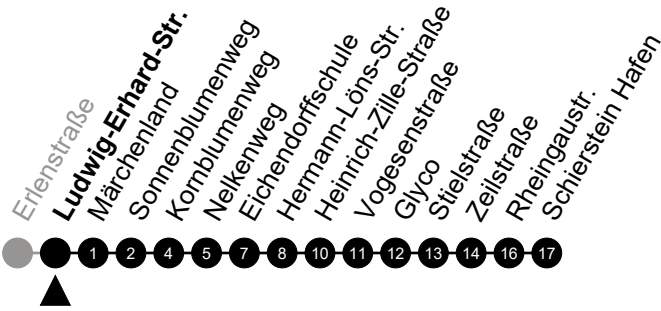 Erlenstraße
Ludwig-Erhard-Str.
Märchenland
Sonnenblumenweg
Kornblumenweg
Nelkenweg
Eichendorffschule
Hermann-Löns-Str.
Heinrich-Zille-Straße
Vogesenstraße
Glyco
Stielstraße
Zeilstraße
Rheingaustr.
Schierstein Hafen
1 2 4 5 7 8 10 11 12 13 14 16 17